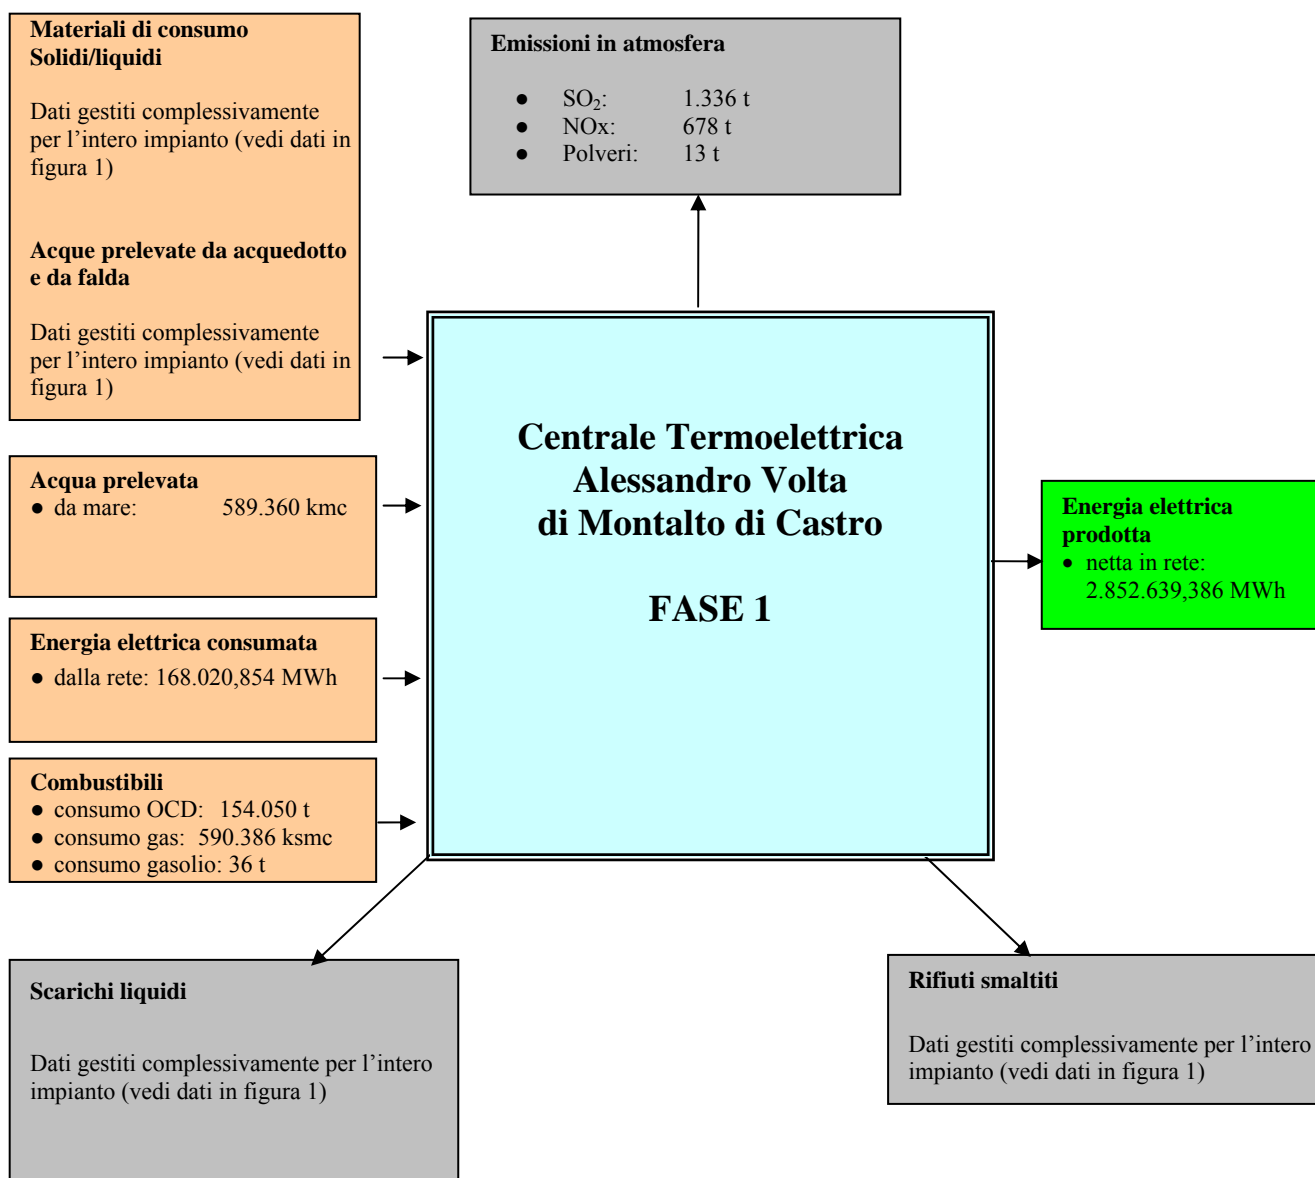 Materiali di consumo
Solidi/liquidi
Dati gestiti complessivamente
per l’intero impianto (vedi dati in
figura 1)
Acque prelevate da acquedotto
e da falda
Dati gestiti complessivamente
per l’intero impianto (vedi dati in
figura 1)
Emissioni in atmosfera
● SO₂: 1.336 t
● NOx: 678 t
● Polveri: 13 t
Acqua prelevata
● da mare: 589.360 kmc
Energia elettrica consumata
● dalla rete: 168.020,854 MWh
Combustibili
● consumo OCD: 154.050 t
● consumo gas: 590.386 ksmc
● consumo gasolio: 36 t
Centrale Termoelettrica
Alessandro Volta
di Montalto di Castro
FASE 1
Energia elettrica
prodotta
● netta in rete:
2.852.639,386 MWh
Scarichi liquidi
Dati gestiti complessivamente per l’intero
impianto (vedi dati in figura 1)
Rifiuti smaltiti
Dati gestiti complessivamente per l’intero
impianto (vedi dati in figura 1)